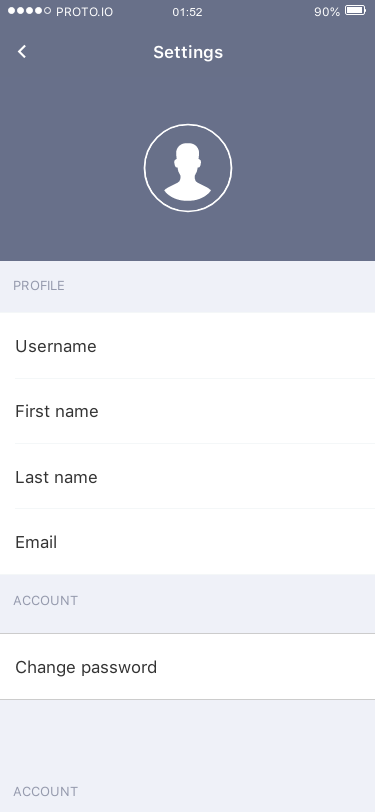 PROTO.IO 01:52 90%
Settings
PROFILE
Username
First name
Last name
Email
ACCOUNT
Change password
ACCOUNT